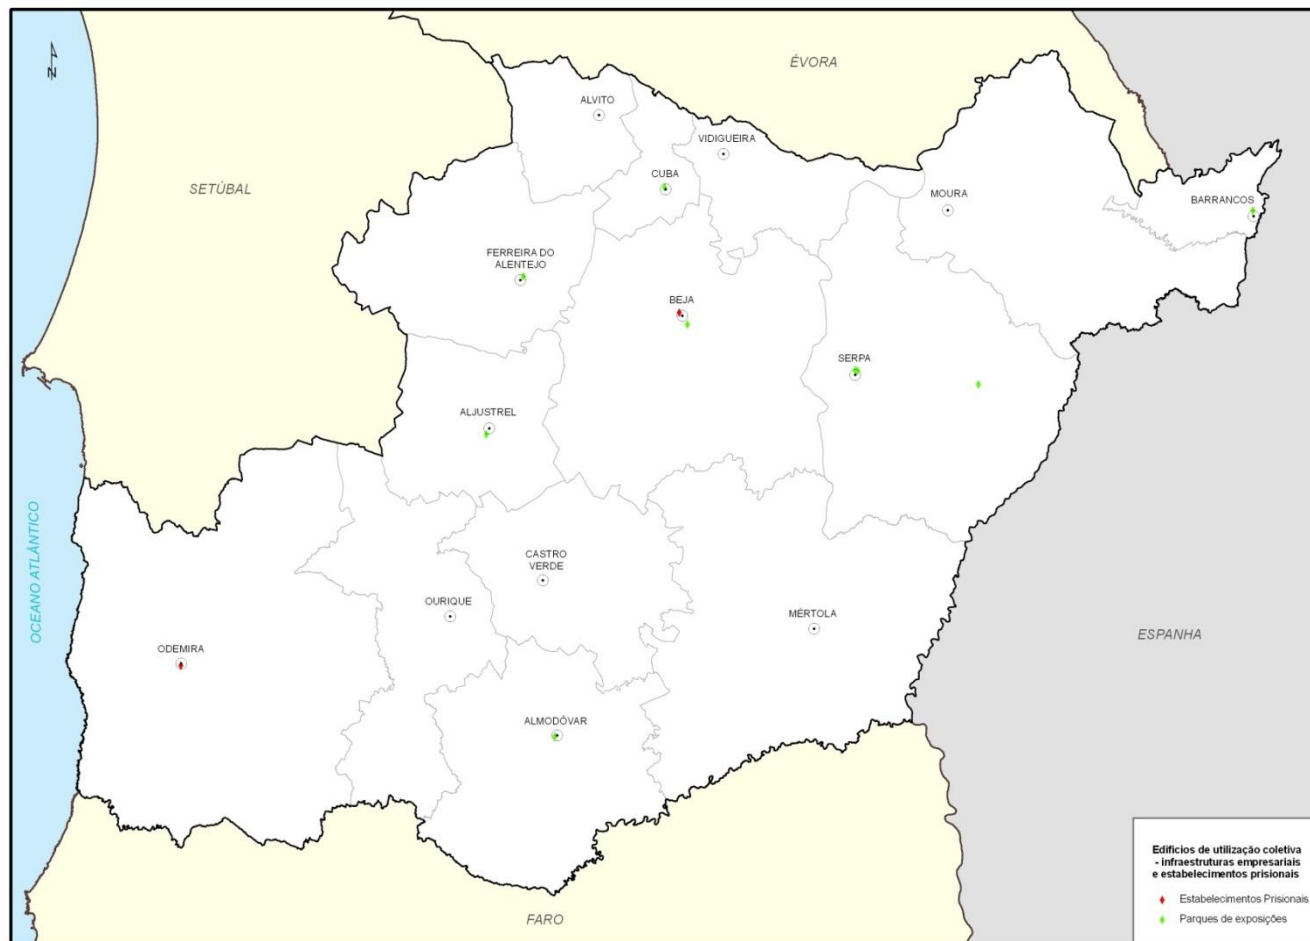 ÉVORA
N
ALVITO
VIDIGUEIRA
CUBA
SETÚBAL
MOURA
BARRANCOS
FERREIRA DO
ALENTEJO
BEJA
SERPA
ALJUSTREL
OCEANO ATLÂNTICO
CASTRO
VERDE
OURIQUE
MÉRTOLA
ESPANHA
ODEMIRA
ALMODÓVAR
FARO
Edifícios de utilização coletiva
- infraestruturas empresariais
e estabelecimentos prisionais
Estabelecimentos Prisionais
Parques de exposições